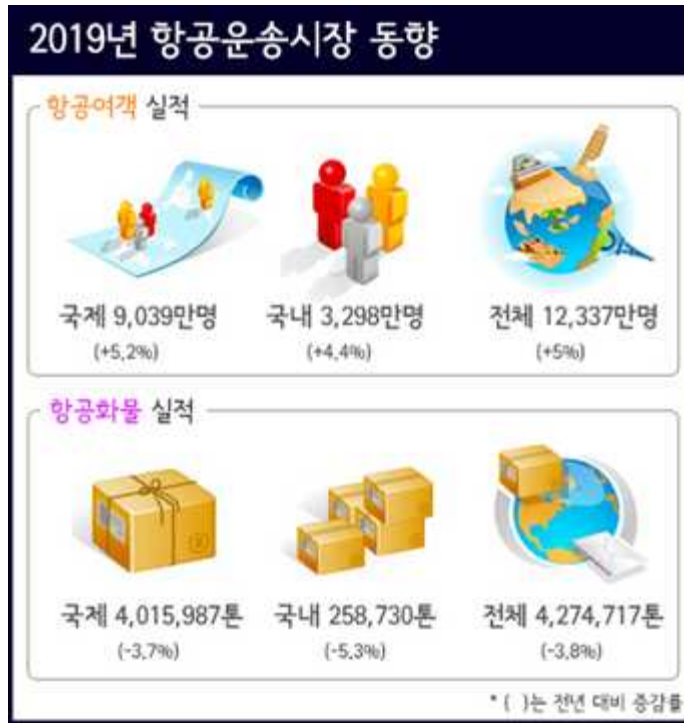 2019년 항공운송시장 동향
항공여객 실적
국제 9,039만명 국내 3,298만명 전체 12,337만명
(+5.2%) (+4.4%) (+5%)
항공화물 실적
국제 4,015,987톤 국내 258,730톤 전체 4,274,717톤
(-3.7%) (-5.3%) (-3.8%)
* ( )는 전년 대비 증감률